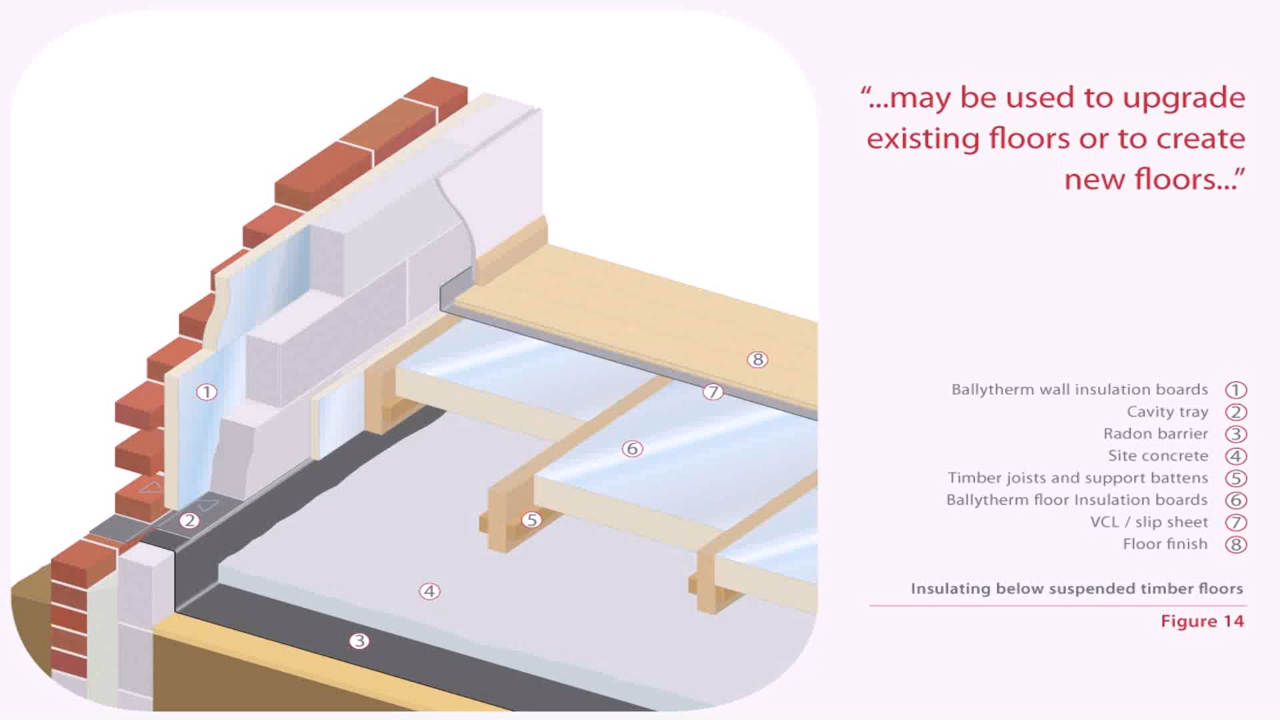 “...may be used to upgrade
existing floors or to create
new floors...”
Ballytherm wall insulation boards 1
Cavity tray 2
Radon barrier 3
Site concrete 4
Timber joists and support battens 5
Ballytherm floor Insulation boards 6
VCL / slip sheet 7
Floor finish 8
Insulating below suspended timber floors
Figure 14
8
1
7
6
2
5
4
3